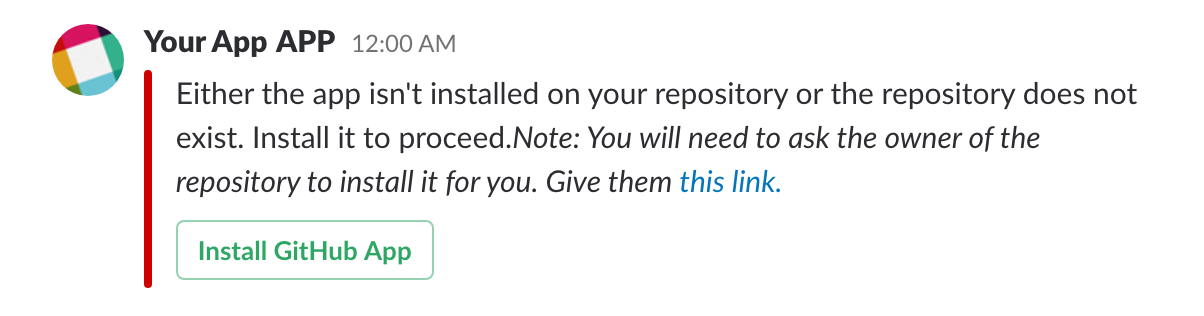 Your App APP 12:00 AM
Either the app isn't installed on your repository or the repository does not
exist. Install it to proceed.Note: You will need to ask the owner of the
repository to install it for you. Give them this link.
Install GitHub App